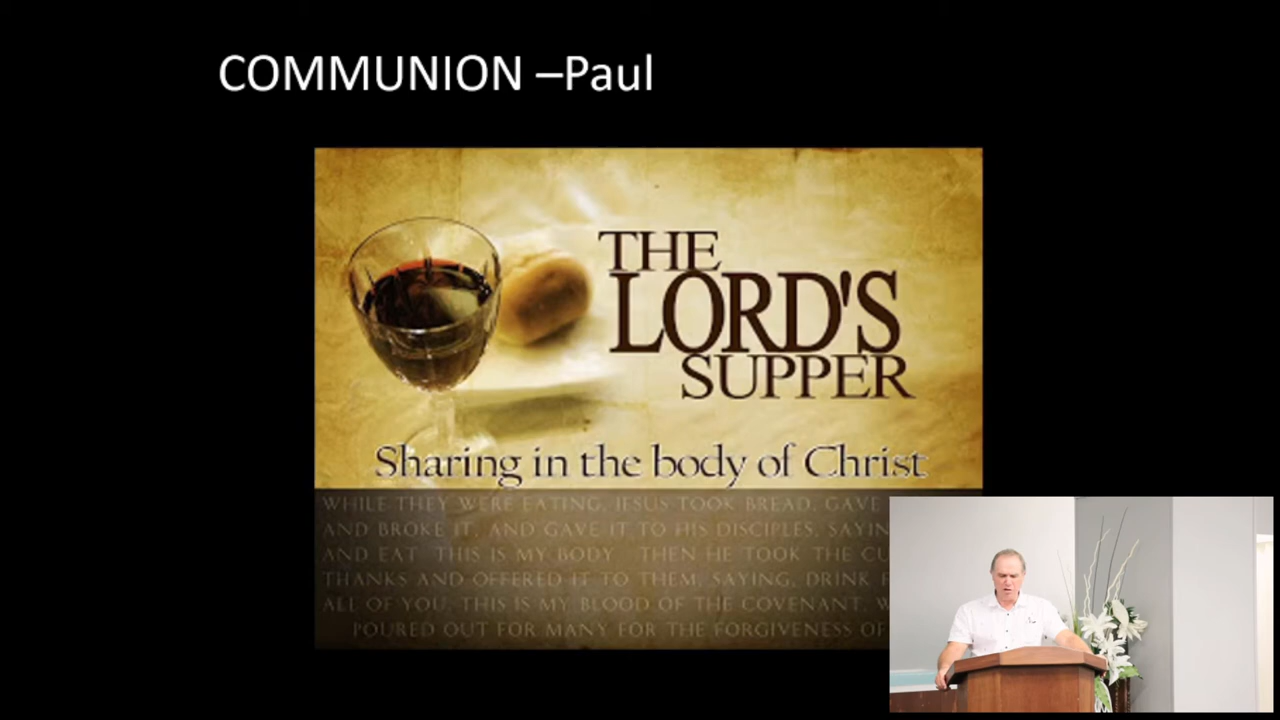 COMMUNION –Paul
THE
LORD'S
SUPPER
Sharing in the body of Christ
WHILE THEY WERE EATING, JESUS TOOK BREAD, GAVE
AND BROKE IT, AND GAVE IT TO HIS DISCIPLES, SAYIN
AND EAT THIS IS MY BODY THEN HE TOOK THE CU
THANKS AND OFFERED IT TO THEM, SAYING, DRINK
ALL OF YOU, THIS IS MY BLOOD OF THE COVENANT,
POURED OUT FOR MANY FOR THE FORGIVENESS OF